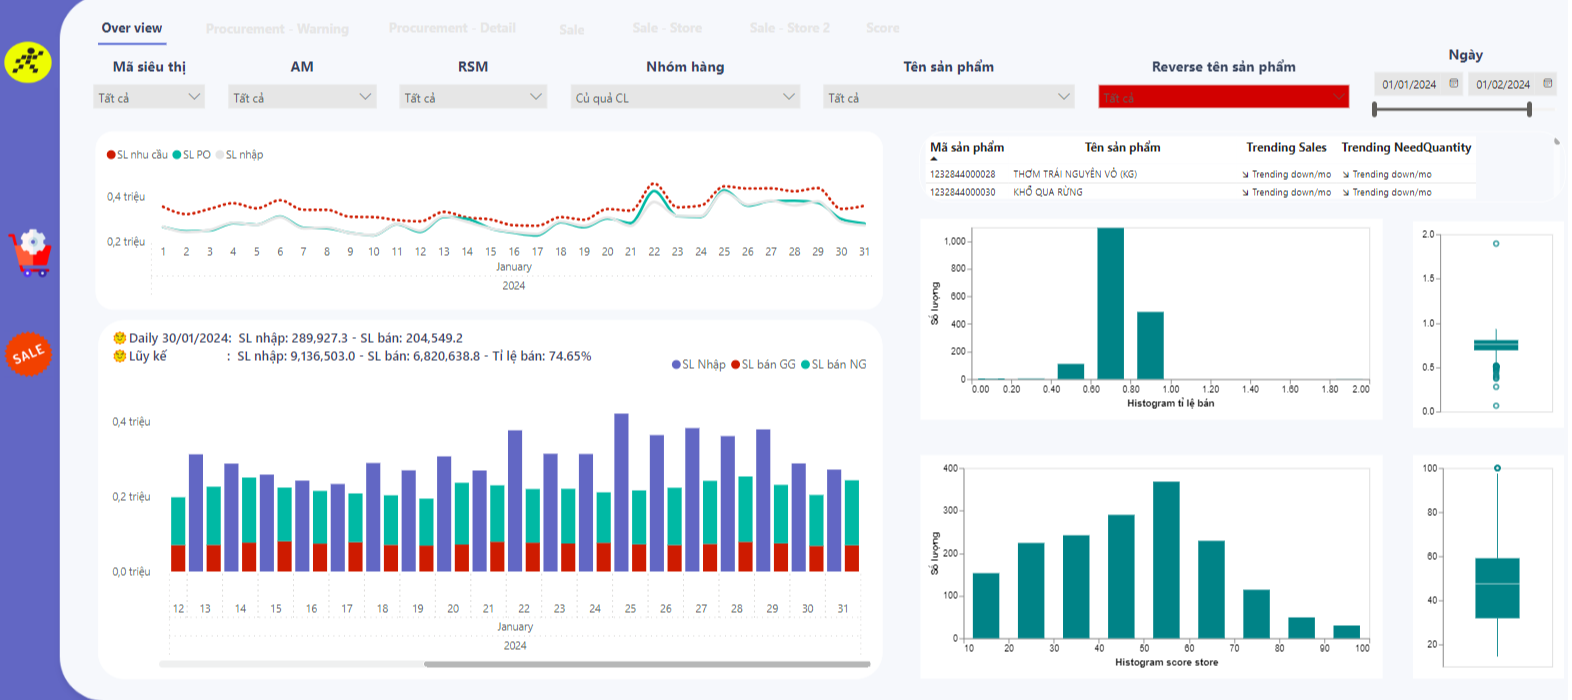 Over view
Procurement - Warning
Procurement - Detail
Sale
Sale - Store
Sale - Store 2
Score
Mã siêu thị
AM
RSM
Nhóm hàng
Tên sản phẩm
Reverse tên sản phẩm
Ngày
Tất cả
Tất cả
Tất cả
Củ quả CL
Tất cả
Tất cả
01/01/2024
01/02/2024
SALE
SL nhu cầu SL PO SL nhập
0,4 triệu
0,2 triệu
1 2 3 4 5 6 7 8 9 10 11 12 13 14 15 16 17 18 19 20 21 22 23 24 25 26 27 28 29 30 31
January
2024
Mã sản phẩm Tên sản phẩm Trending Sales Trending NeedQuantity
1232844000028 THƠM TRÁI NGUYÊN VỎ (KG) Trending down/mo Trending down/mo
1232844000030 KHỔ QUA RỪNG Trending down/mo Trending down/mo
Daily 30/01/2024: SL nhập: 289,927.3 - SL bán: 204,549.2
Lũy kế : SL nhập: 9,136,503.0 - SL bán: 6,820,638.8 - Tỉ lệ bán: 74.65%
SL Nhập SL bán GG SL bán NG
0,4 triệu
0,2 triệu
0,0 triệu
12 13 14 15 16 17 18 19 20 21 22 23 24 25 26 27 28 29 30 31
January
2024
Số lượng
1,000
800
600
400
200
0
0.00 0.20 0.40 0.60 0.80 1.00 1.20 1.40 1.60 1.80 2.00
Histogram tỉ lệ bán
2.0
1.5
1.0
0.5
0.0
Số lượng
400
300
200
100
0
10 20 30 40 50 60 70 80 90 100
Histogram score store
100
80
60
40
20